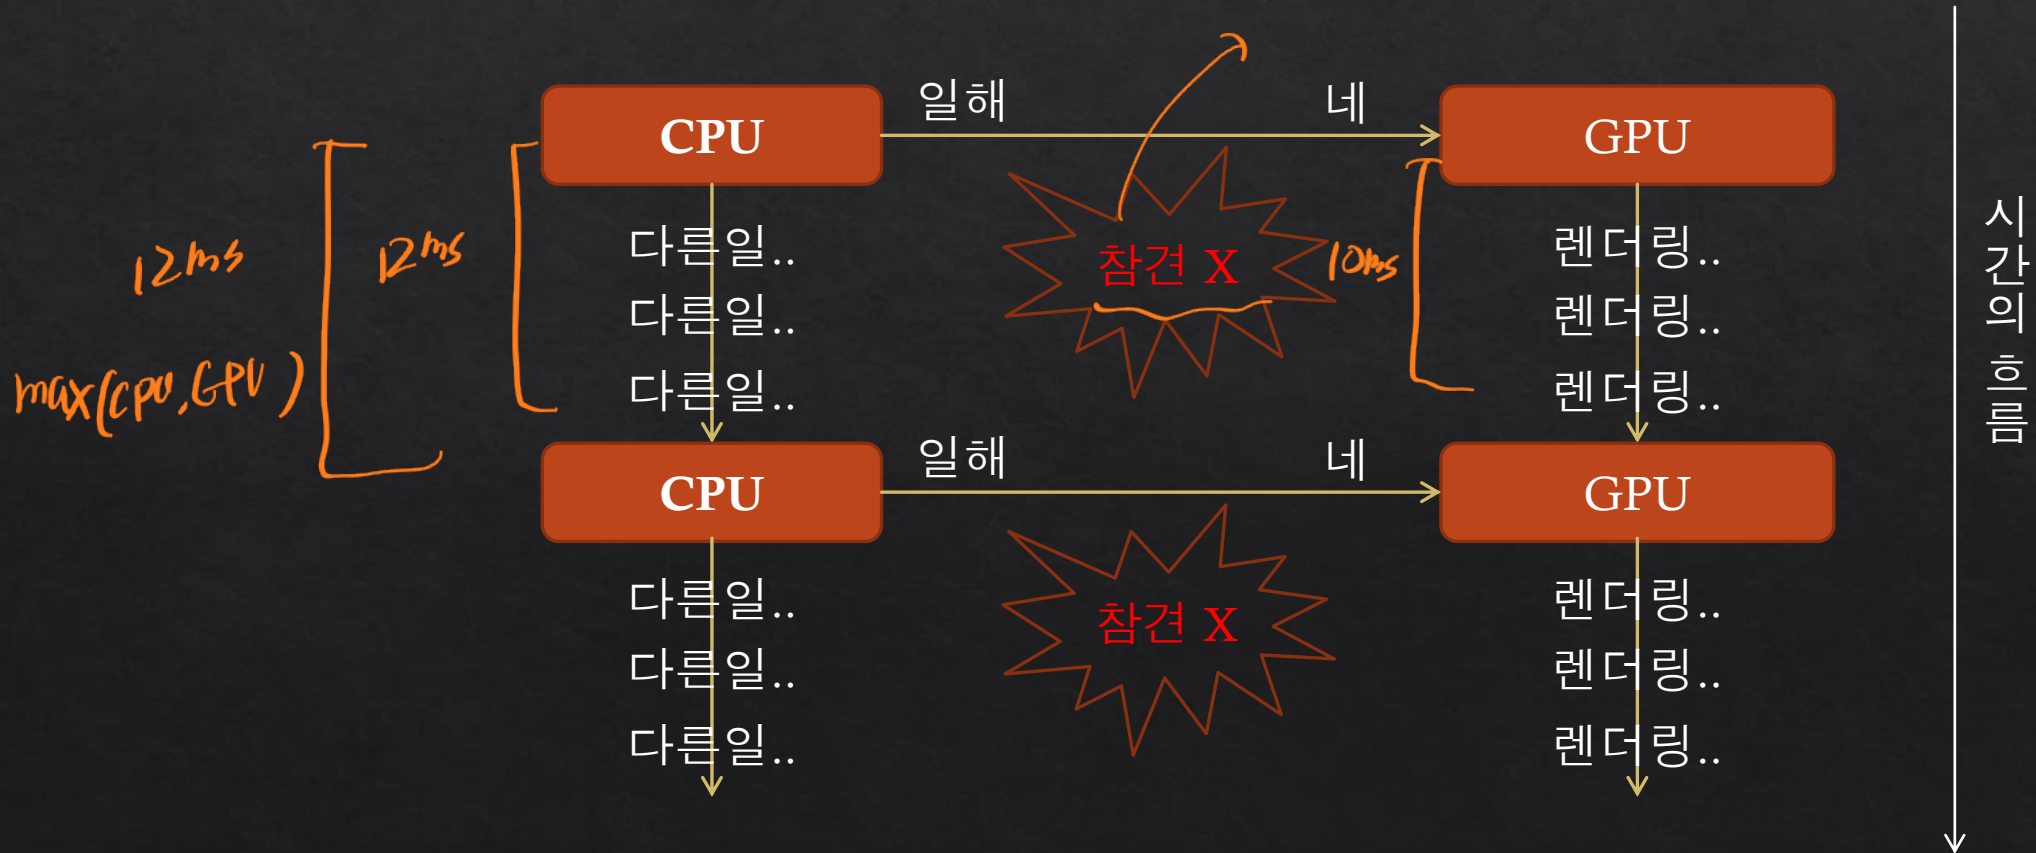 CPU 일해 네 GPU
12ms 12ms 다른일.. 참견 X 10ms 렌더링..
다른일.. 렌더링..
max(CPU,GPU) 다른일.. 렌더링..
CPU 일해 네 GPU
다른일.. 참견 X 렌더링..
다른일.. 렌더링..
다른일.. 렌더링..
시간의 흐름